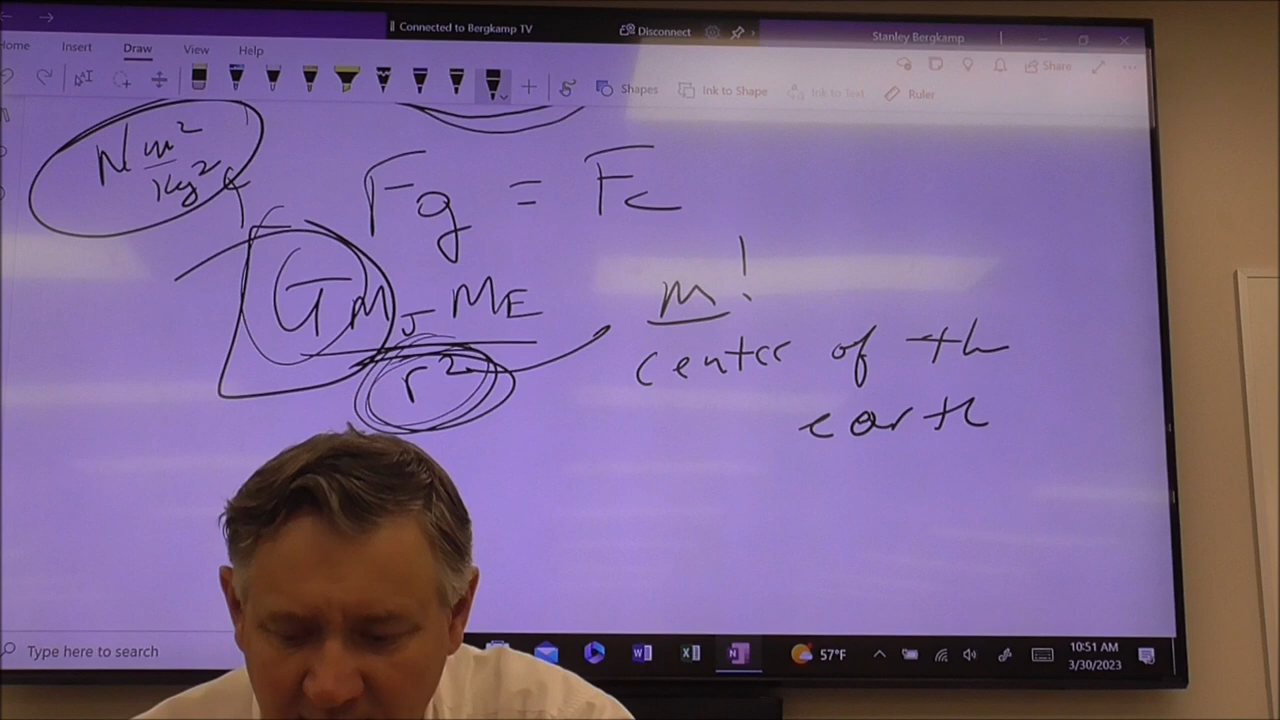 Connected to Bergkamp TV Disconnect
Stanley Bergkamp
Home Insert Draw View Help
Share
Shapes Ink to Shape Ink to Text Ruler
N m²
Kg²
Fg = Fc
G MJ ME
r²
m!
center of th
earth
Type here to search
57°F
10:51 AM
3/30/2023